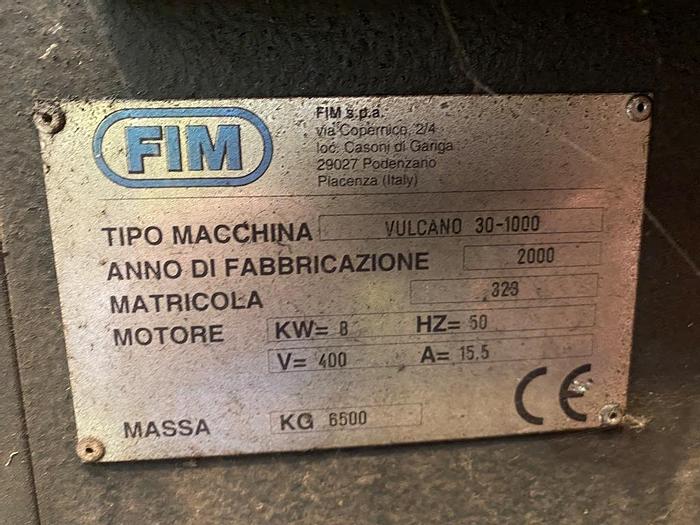 FIM
FIM s.p.a.
via Copernico, 2/4
loc. Casoni di Gariga
29027 Podenzano
Piacenza (Italy)
TIPO MACCHINA VULCANO 30-1000
ANNO DI FABBRICAZIONE 2000
MATRICOLA 323
MOTORE KW= 8 HZ= 50
V= 400 A= 15.5
MASSA KG 6500
CE